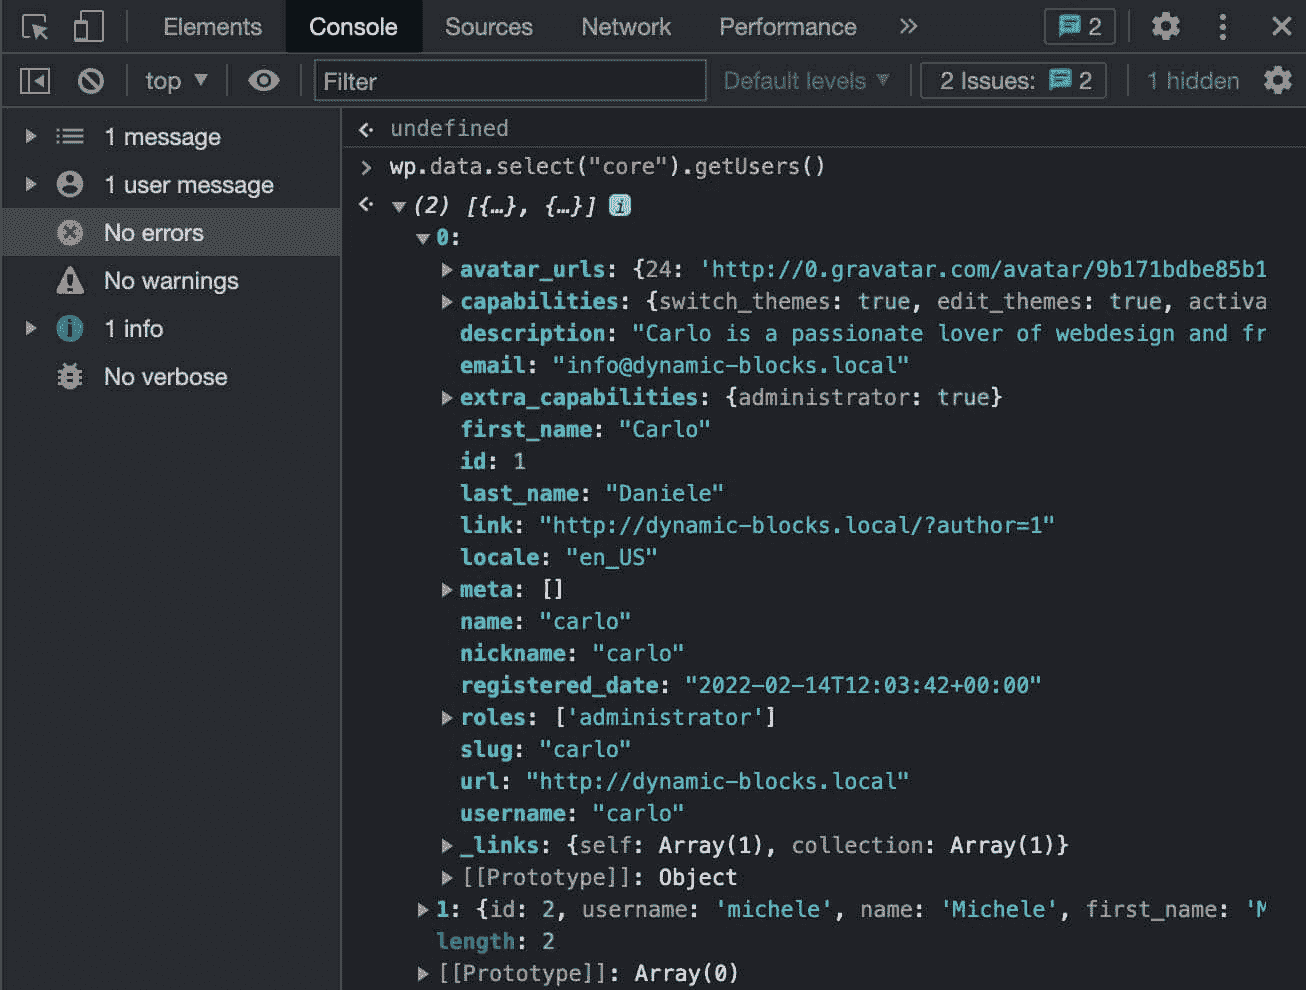 Elements Console Sources Network Performance 2
top Filter Default levels 2 Issues: 2 1 hidden
1 message
1 user message
No errors
No warnings
1 info
No verbose
undefined
wp.data.select("core").getUsers()
(2) [{…}, {…}] i
0:
avatar_urls: {24: 'http://0.gravatar.com/avatar/9b171bdbe85b1
capabilities: {switch_themes: true, edit_themes: true, activa
description: "Carlo is a passionate lover of webdesign and fr
email: "info@dynamic-blocks.local"
extra_capabilities: {administrator: true}
first_name: "Carlo"
id: 1
last_name: "Daniele"
link: "http://dynamic-blocks.local/?author=1"
locale: "en_US"
meta: []
name: "carlo"
nickname: "carlo"
registered_date: "2022-02-14T12:03:42+00:00"
roles: ['administrator']
slug: "carlo"
url: "http://dynamic-blocks.local"
username: "carlo"
_links: {self: Array(1), collection: Array(1)}
[[Prototype]]: Object
1: {id: 2, username: 'michele', name: 'Michele', first_name: 'M
length: 2
[[Prototype]]: Array(0)